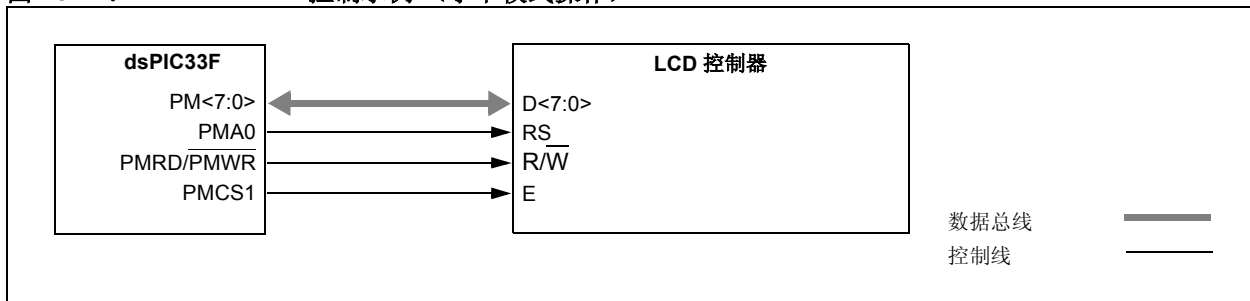 dsPIC33F
LCD 控制器
PM<7:0>
D<7:0>
PMA0
RS
PMRD/PMWR
R/W
PMCS1
E
数据总线
控制线